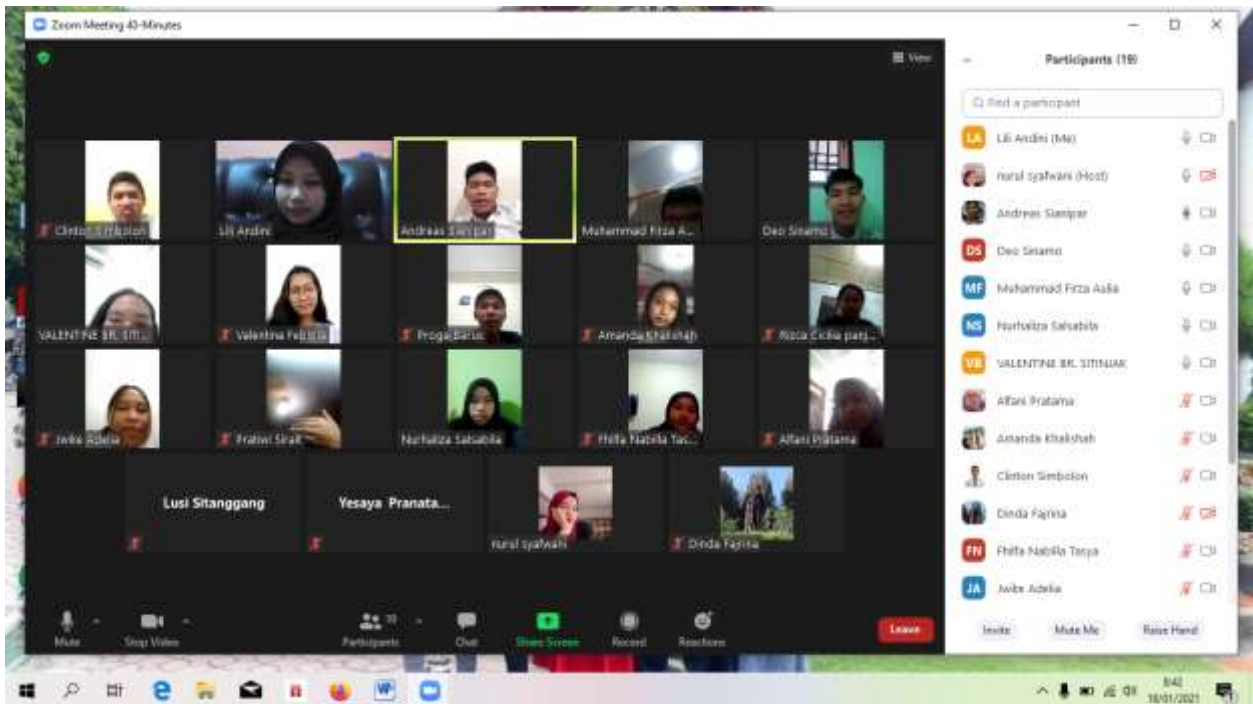 Zoom Meeting 40-Minutes
View
Clinton Simbolon
Lili Andini
Andreas Sianipar
Muhammad Firza A...
Deo Sinamo
VALENTINE BR. SITI...
Valentina Febiola
Proga Barus
Amanda Khalishah
Rizca Cicilia panj...
Jwike Adelia
Pratiwi Sirait
Nurhaliza Salsabila
Fhilfa Nabilla Tas...
Alfani Pratama
Lusi Sitanggang
Yesaya Pranata...
nurul syafwani
Dinda Fajrina
Mute
Stop Video
Participants
19
Chat
Share Screen
Record
Reactions
Leave
Participants (19)
Find a participant
LA Lili Andini (Me)
nurul syafwani (Host)
Andreas Sianipar
DS Deo Sinamo
MF Muhammad Firza Aulia
NS Nurhaliza Salsabila
VB VALENTINE BR. SITINJAK
Alfani Pratama
Amanda Khalishah
Clinton Simbolon
Dinda Fajrina
FN Fhilfa Nabilla Tasya
JA Jwike Adelia
Invite
Mute Me
Raise Hand
8:42
18/01/2021